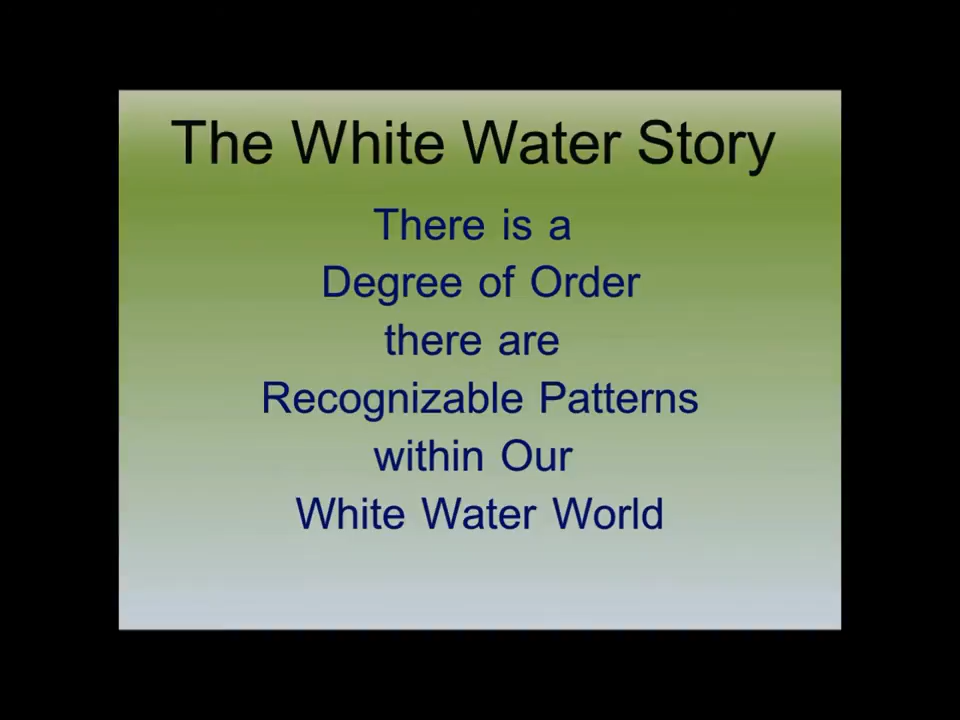 The White Water Story
There is a
Degree of Order
there are
Recognizable Patterns
within Our
White Water World